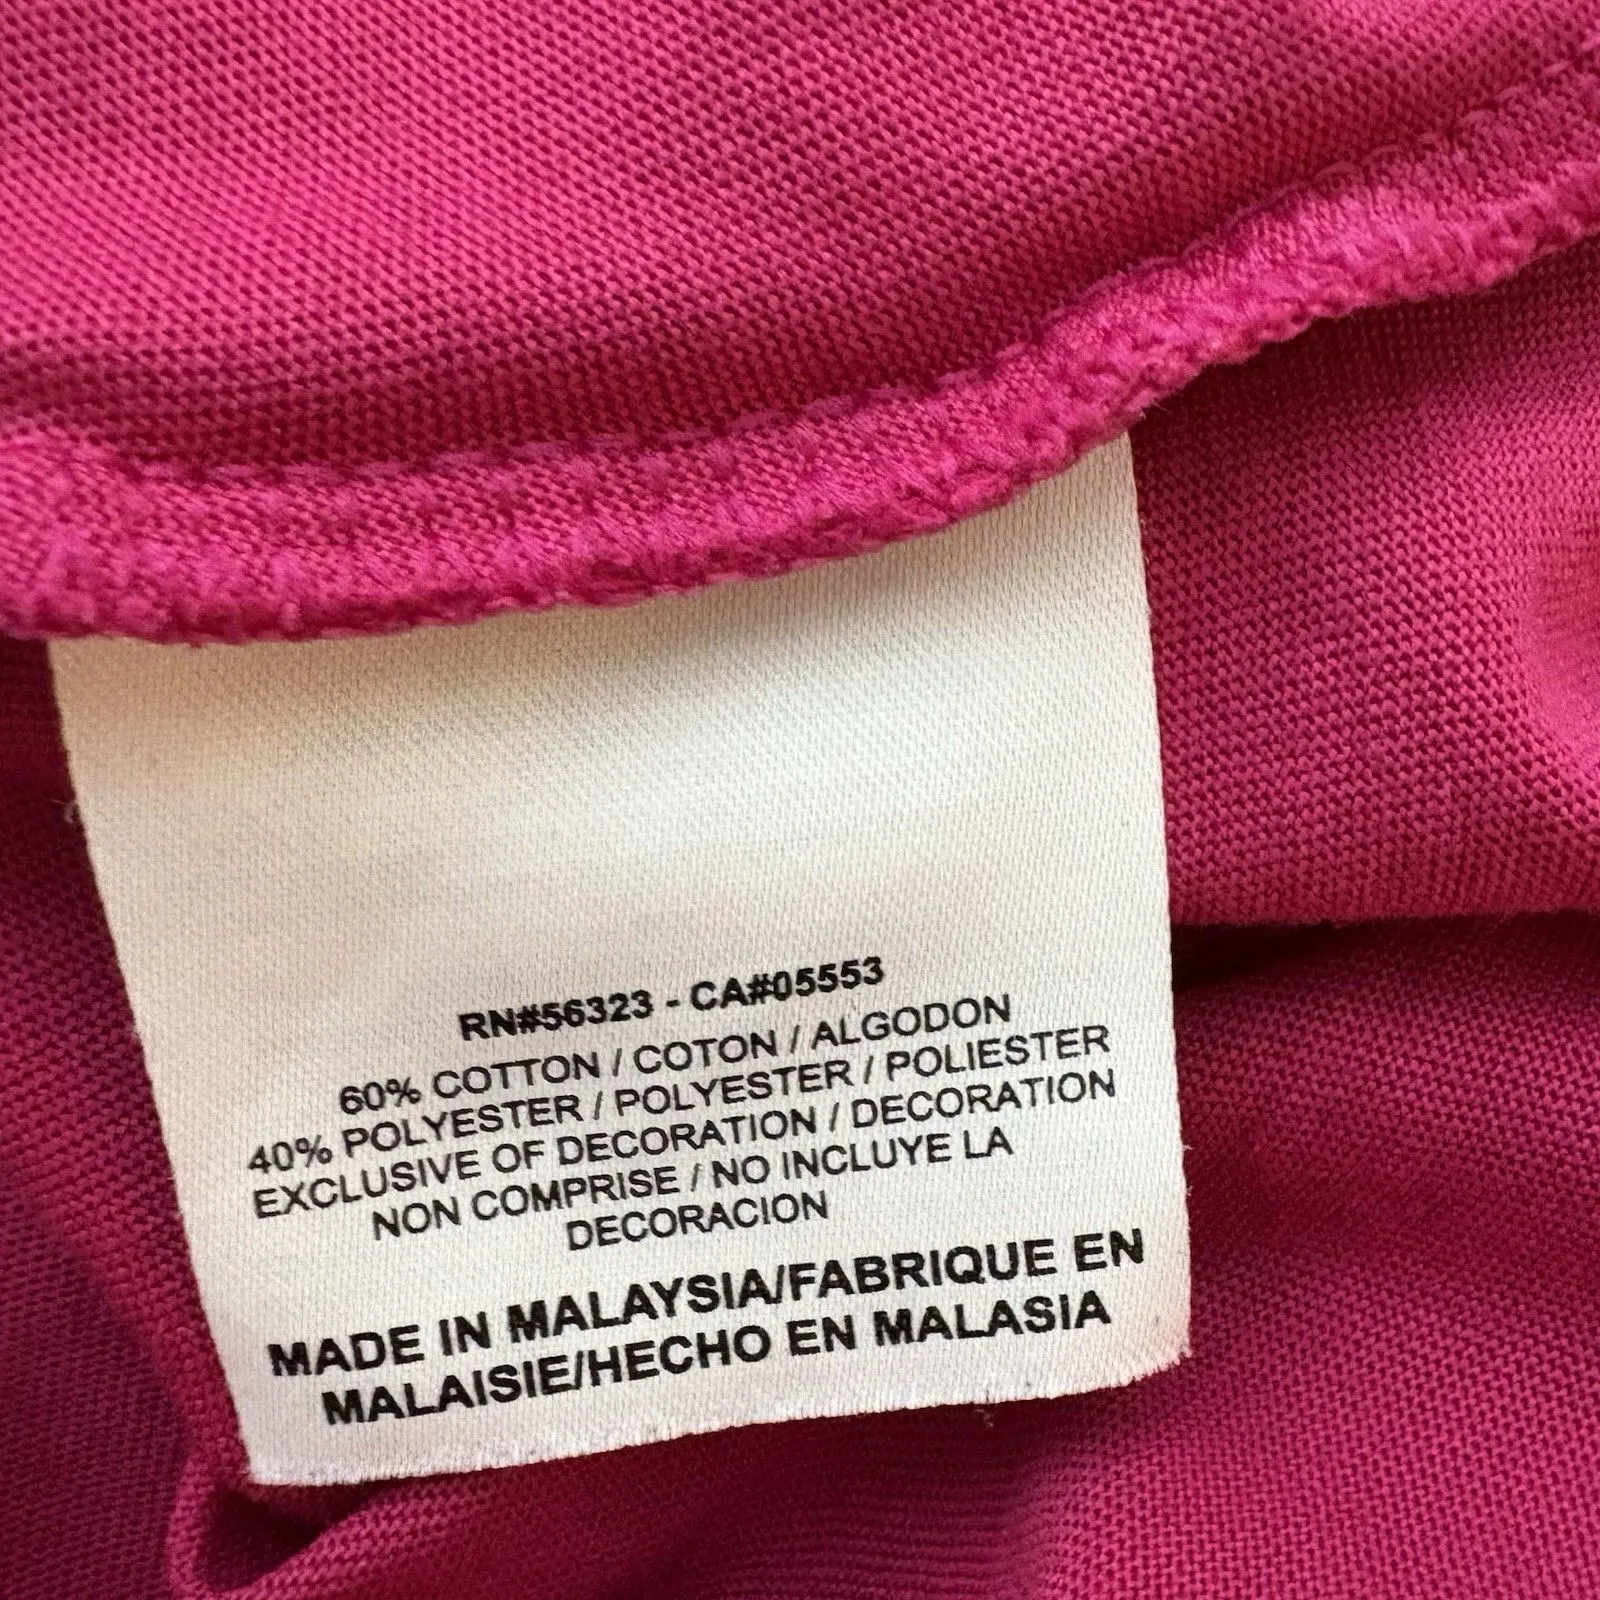 RN#56323 - CA#05553
60% COTTON / COTON / ALGODON
40% POLYESTER / POLYESTER / POLIESTER
EXCLUSIVE OF DECORATION / DECORATION
NON COMPRISE / NO INCLUYE LA
DECORACION
MADE IN MALAYSIA/FABRIQUE EN
MALAISIE/HECHO EN MALASIA